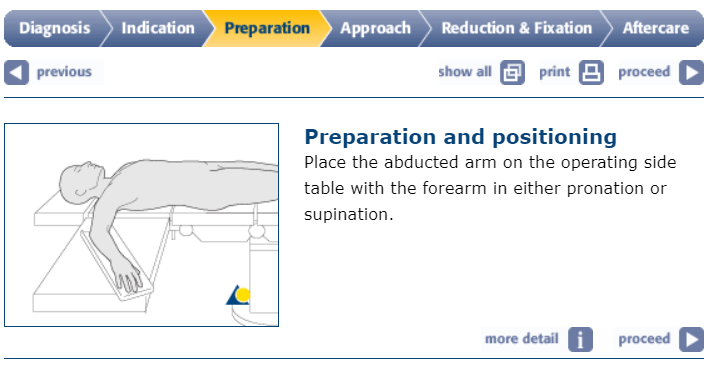 Diagnosis Indication Preparation Approach Reduction & Fixation Aftercare
previous show all print proceed
Preparation and positioning
Place the abducted arm on the operating side
table with the forearm in either pronation or
supination.
more detail i proceed